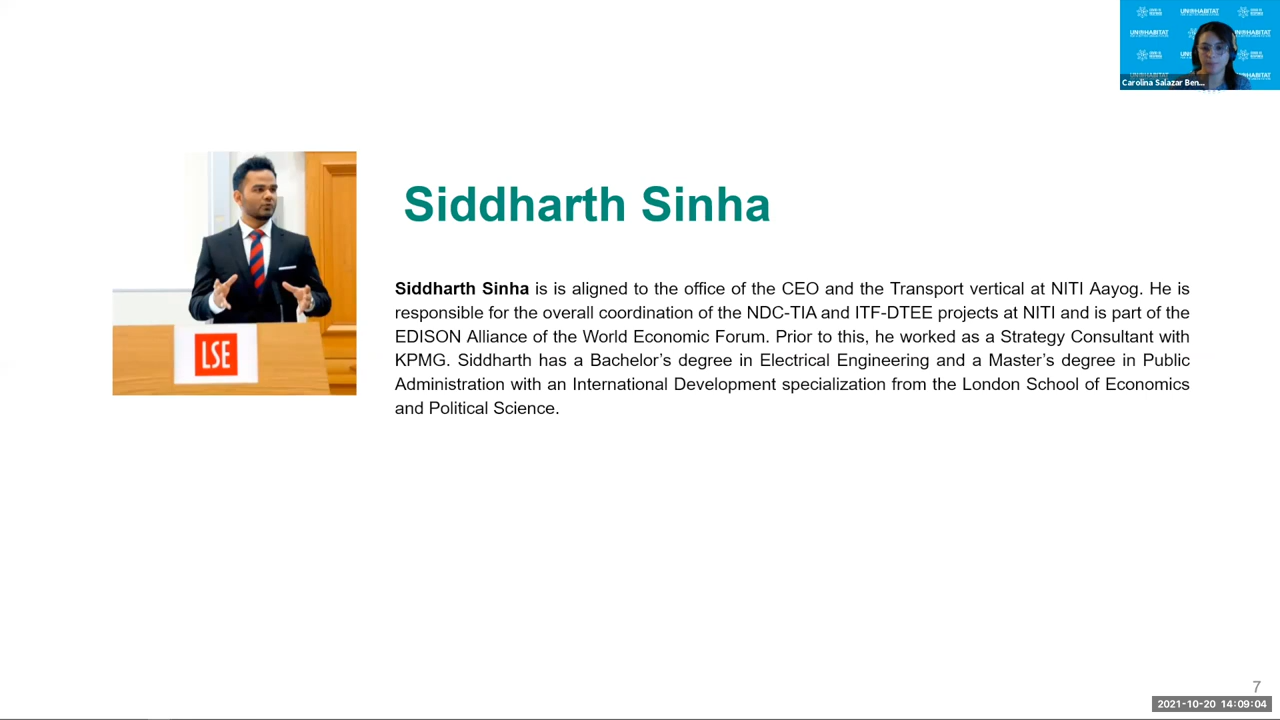 UN HABITAT
UN HABITAT
HABITAT
HABITAT
Carolina Salazar Ben...
Siddharth Sinha
Siddharth Sinha is is aligned to the office of the CEO and the Transport vertical at NITI Aayog. He is
responsible for the overall coordination of the NDC-TIA and ITF-DTEE projects at NITI and is part of the
EDISON Alliance of the World Economic Forum. Prior to this, he worked as a Strategy Consultant with
KPMG. Siddharth has a Bachelor’s degree in Electrical Engineering and a Master’s degree in Public
Administration with an International Development specialization from the London School of Economics
and Political Science.
LSE
7
2021-10-20 14:09:04